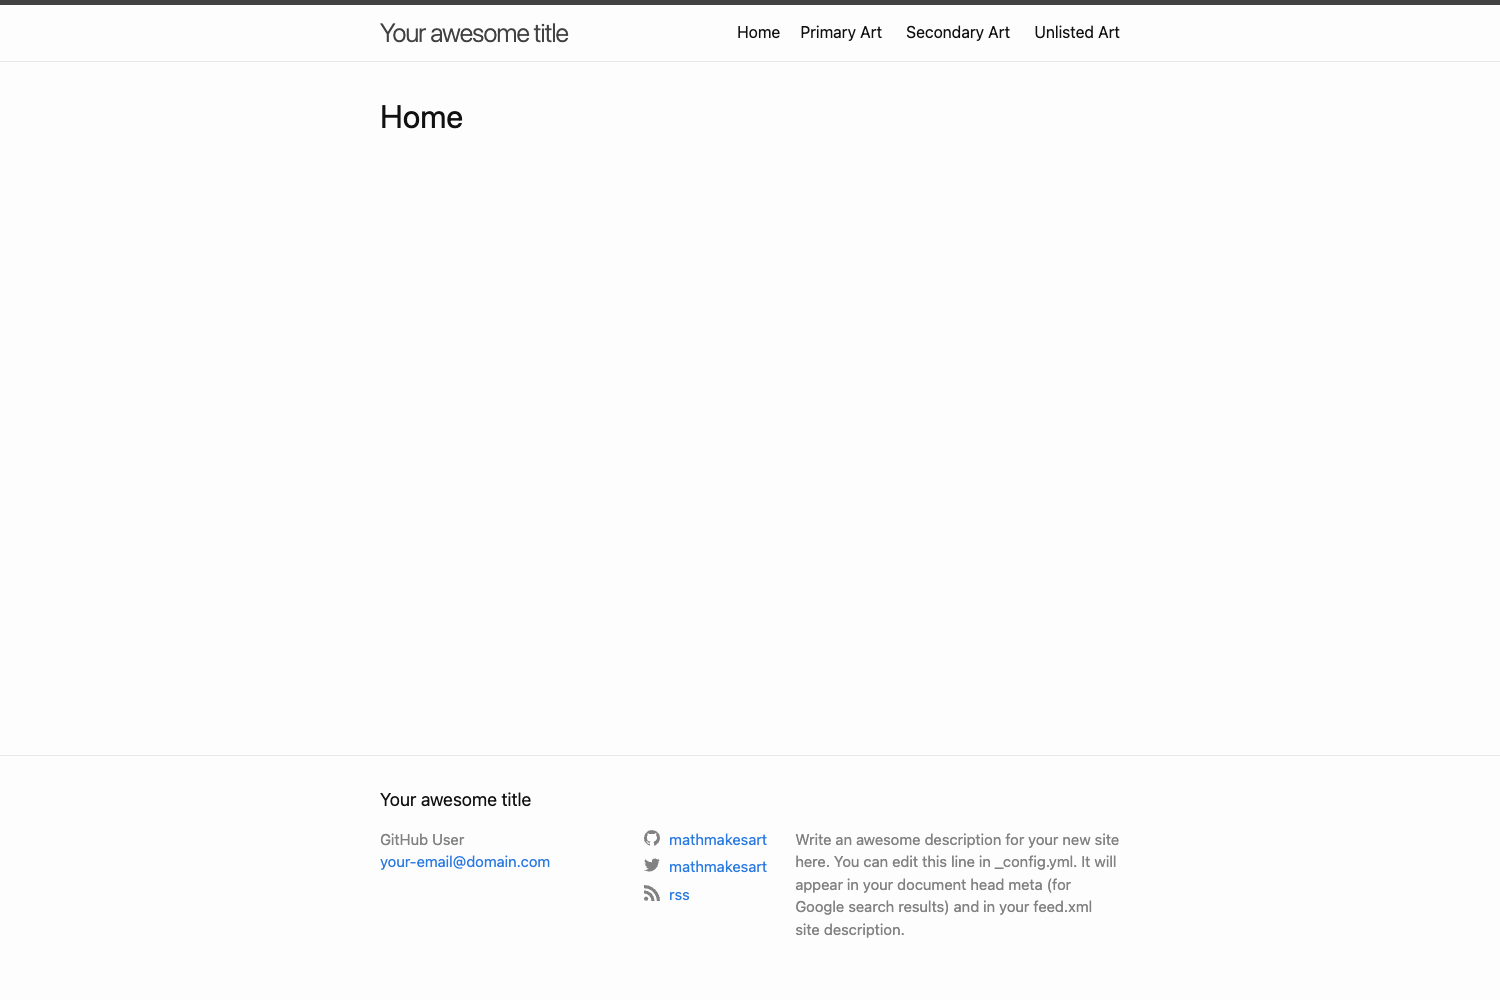 Your awesome title
Home Primary Art Secondary Art Unlisted Art
Home
Your awesome title
GitHub User
your-email@domain.com
mathmakesart
mathmakesart
rss
Write an awesome description for your new site
here. You can edit this line in _config.yml. It will
appear in your document head meta (for
Google search results) and in your feed.xml
site description.